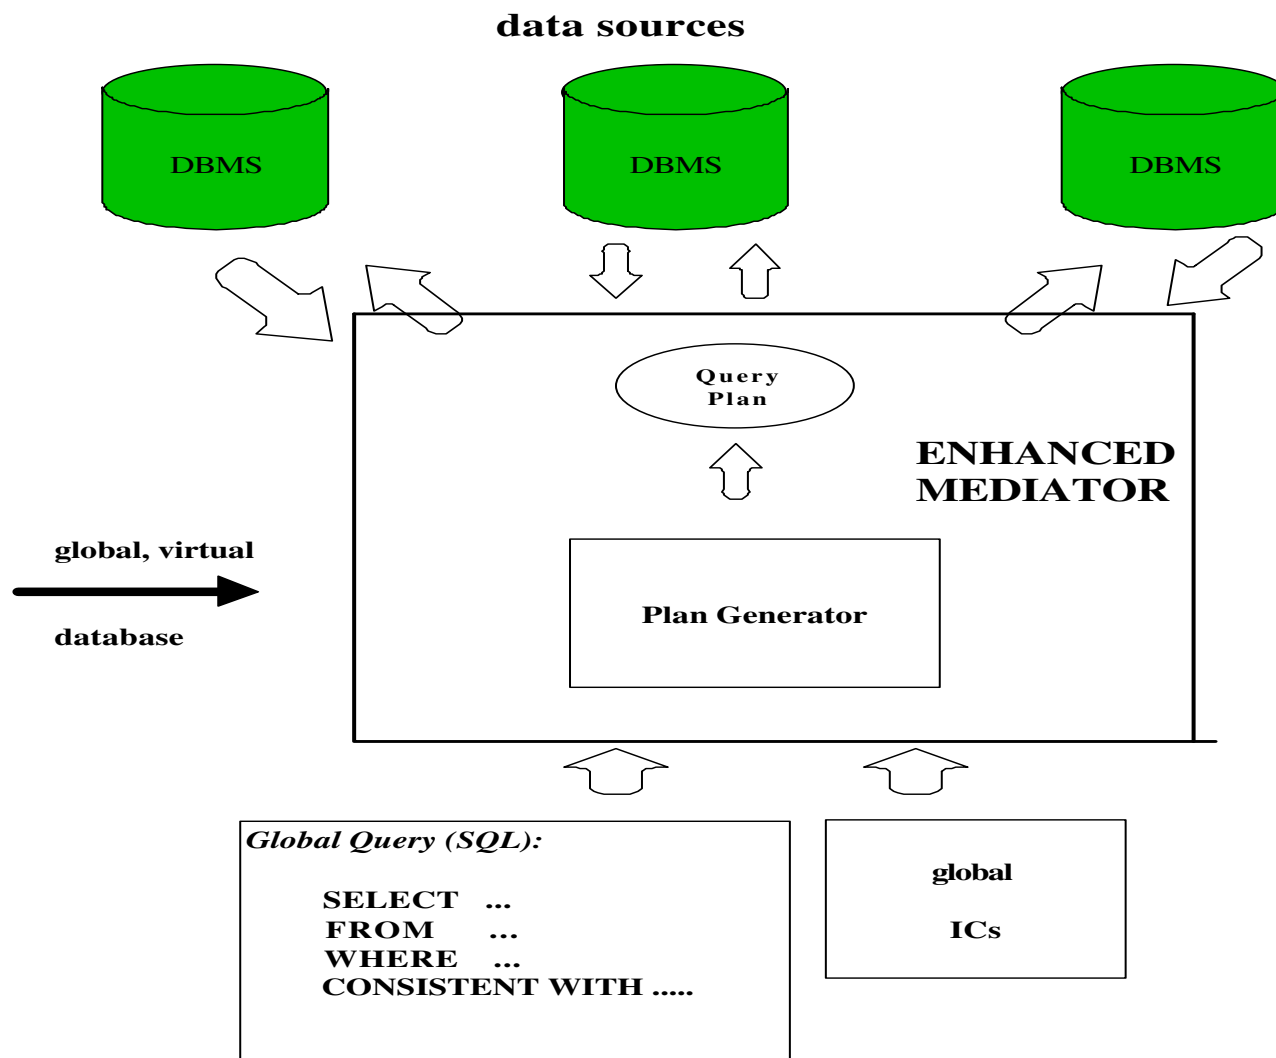 data sources
DBMS
DBMS
DBMS
Query
Plan
ENHANCED
MEDIATOR
global, virtual
database
Plan Generator
Global Query (SQL):
SELECT ...
FROM ...
WHERE ...
CONSISTENT WITH .....
global
ICs